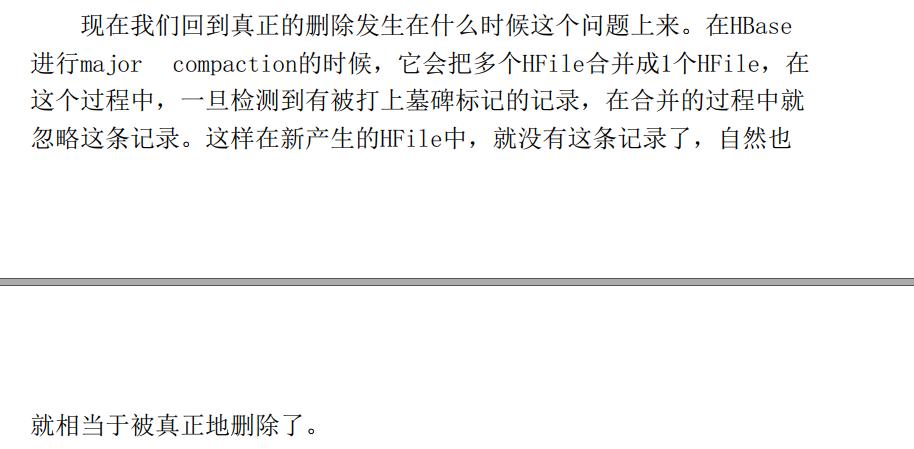 现在我们回到真正的删除发生在什么时候这个问题上来。在HBase
进行major compaction的时候，它会把多个HFile合并成1个HFile，在
这个过程中，一旦检测到有被打上墓碑标记的记录，在合并的过程中就
忽略这条记录。这样在新产生的HFile中，就没有这条记录了，自然也
就相当于被真正地删除了。